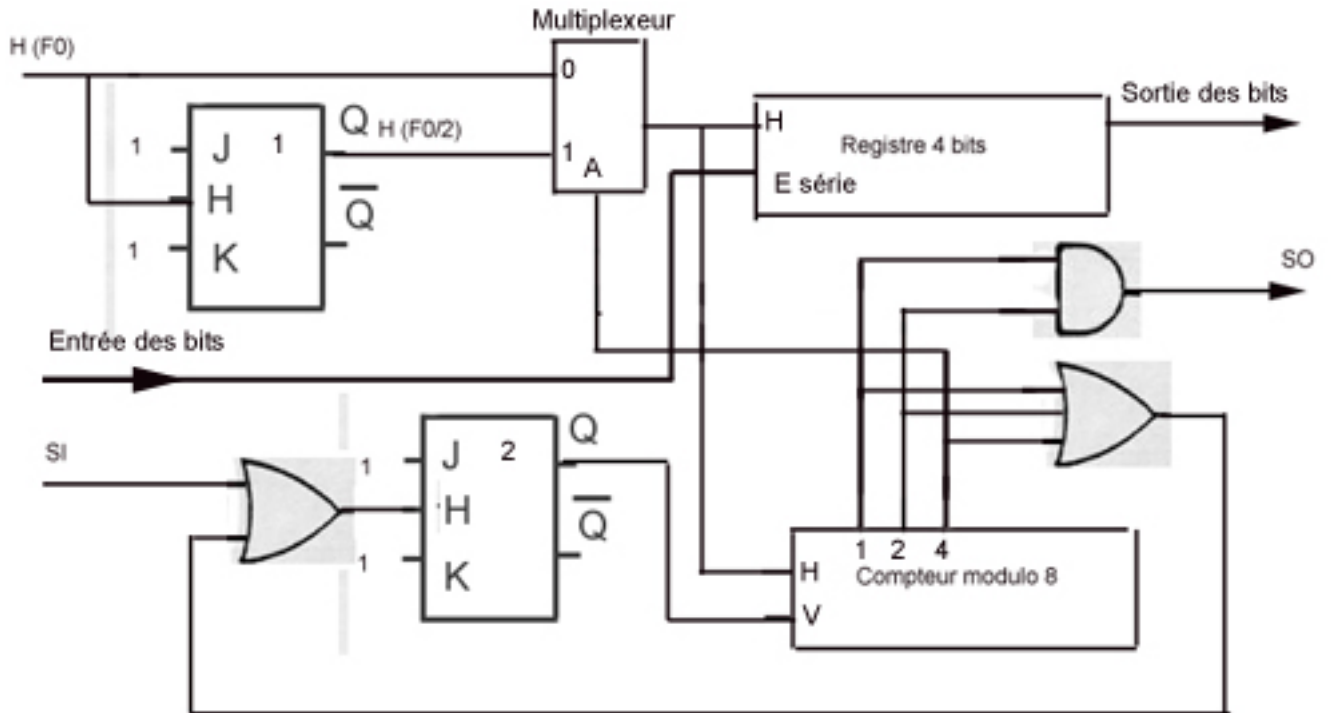 Multiplexeur
H (F0)
0
Sortie des bits
H
Registre 4 bits
1
J 1
Q H (F0/2)
1
A
E série
H
Q
1
K
SO
Entrée des bits
SI
1
J 2
Q
H
Q
1
K
1 2 4
H
Compteur modulo 8
V